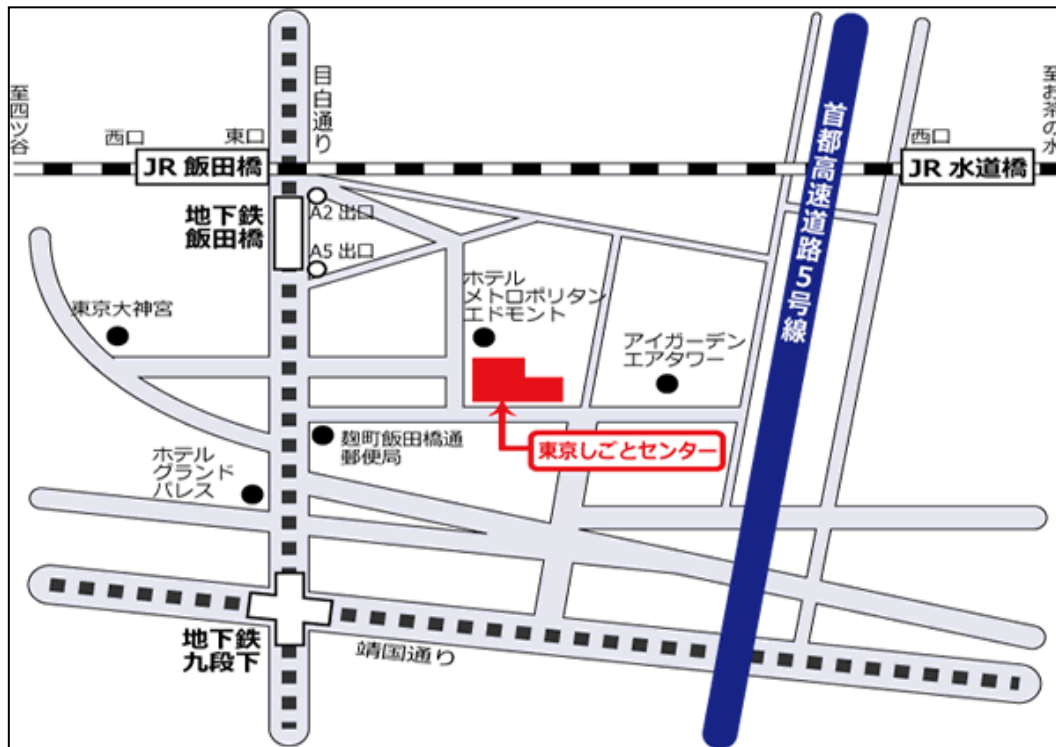 目白通り
首都高速道路5号線
至四ツ谷
至お茶の水
西口
東口
西口
JR 飯田橋
JR 水道橋
地下鉄
飯田橋
A2 出口
A5 出口
ホテル
メトロポリタン
エドモント
東京大神宮
アイガーデン
エアタワー
麹町飯田橋通
郵便局
東京しごとセンター
ホテル
グランド
パレス
地下鉄
九段下
靖国通り